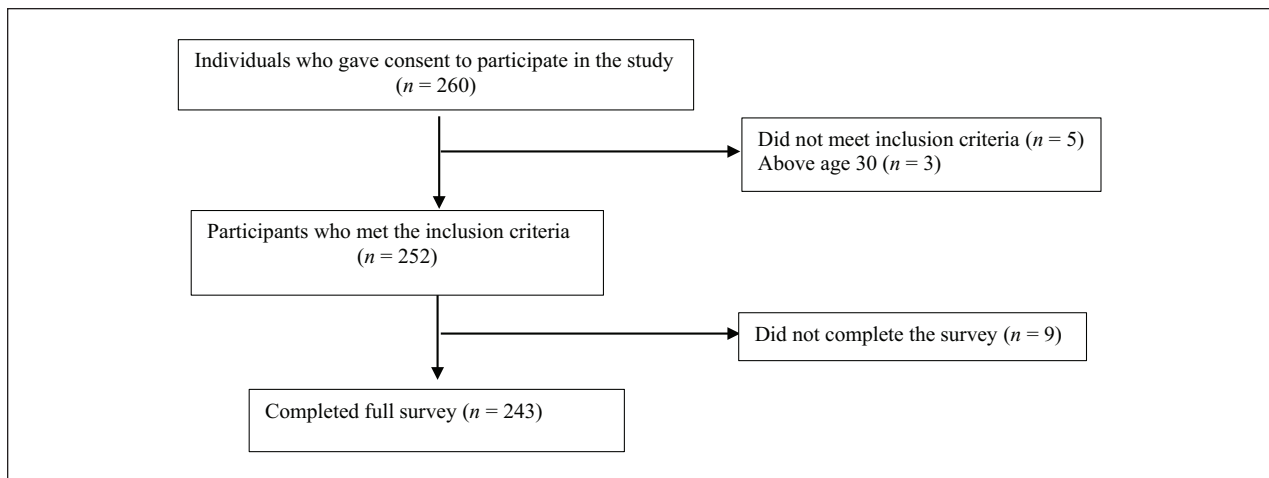 Individuals who gave consent to participate in the study
(n = 260)
Did not meet inclusion criteria (n = 5)
Above age 30 (n = 3)
Participants who met the inclusion criteria
(n = 252)
Did not complete the survey (n = 9)
Completed full survey (n = 243)